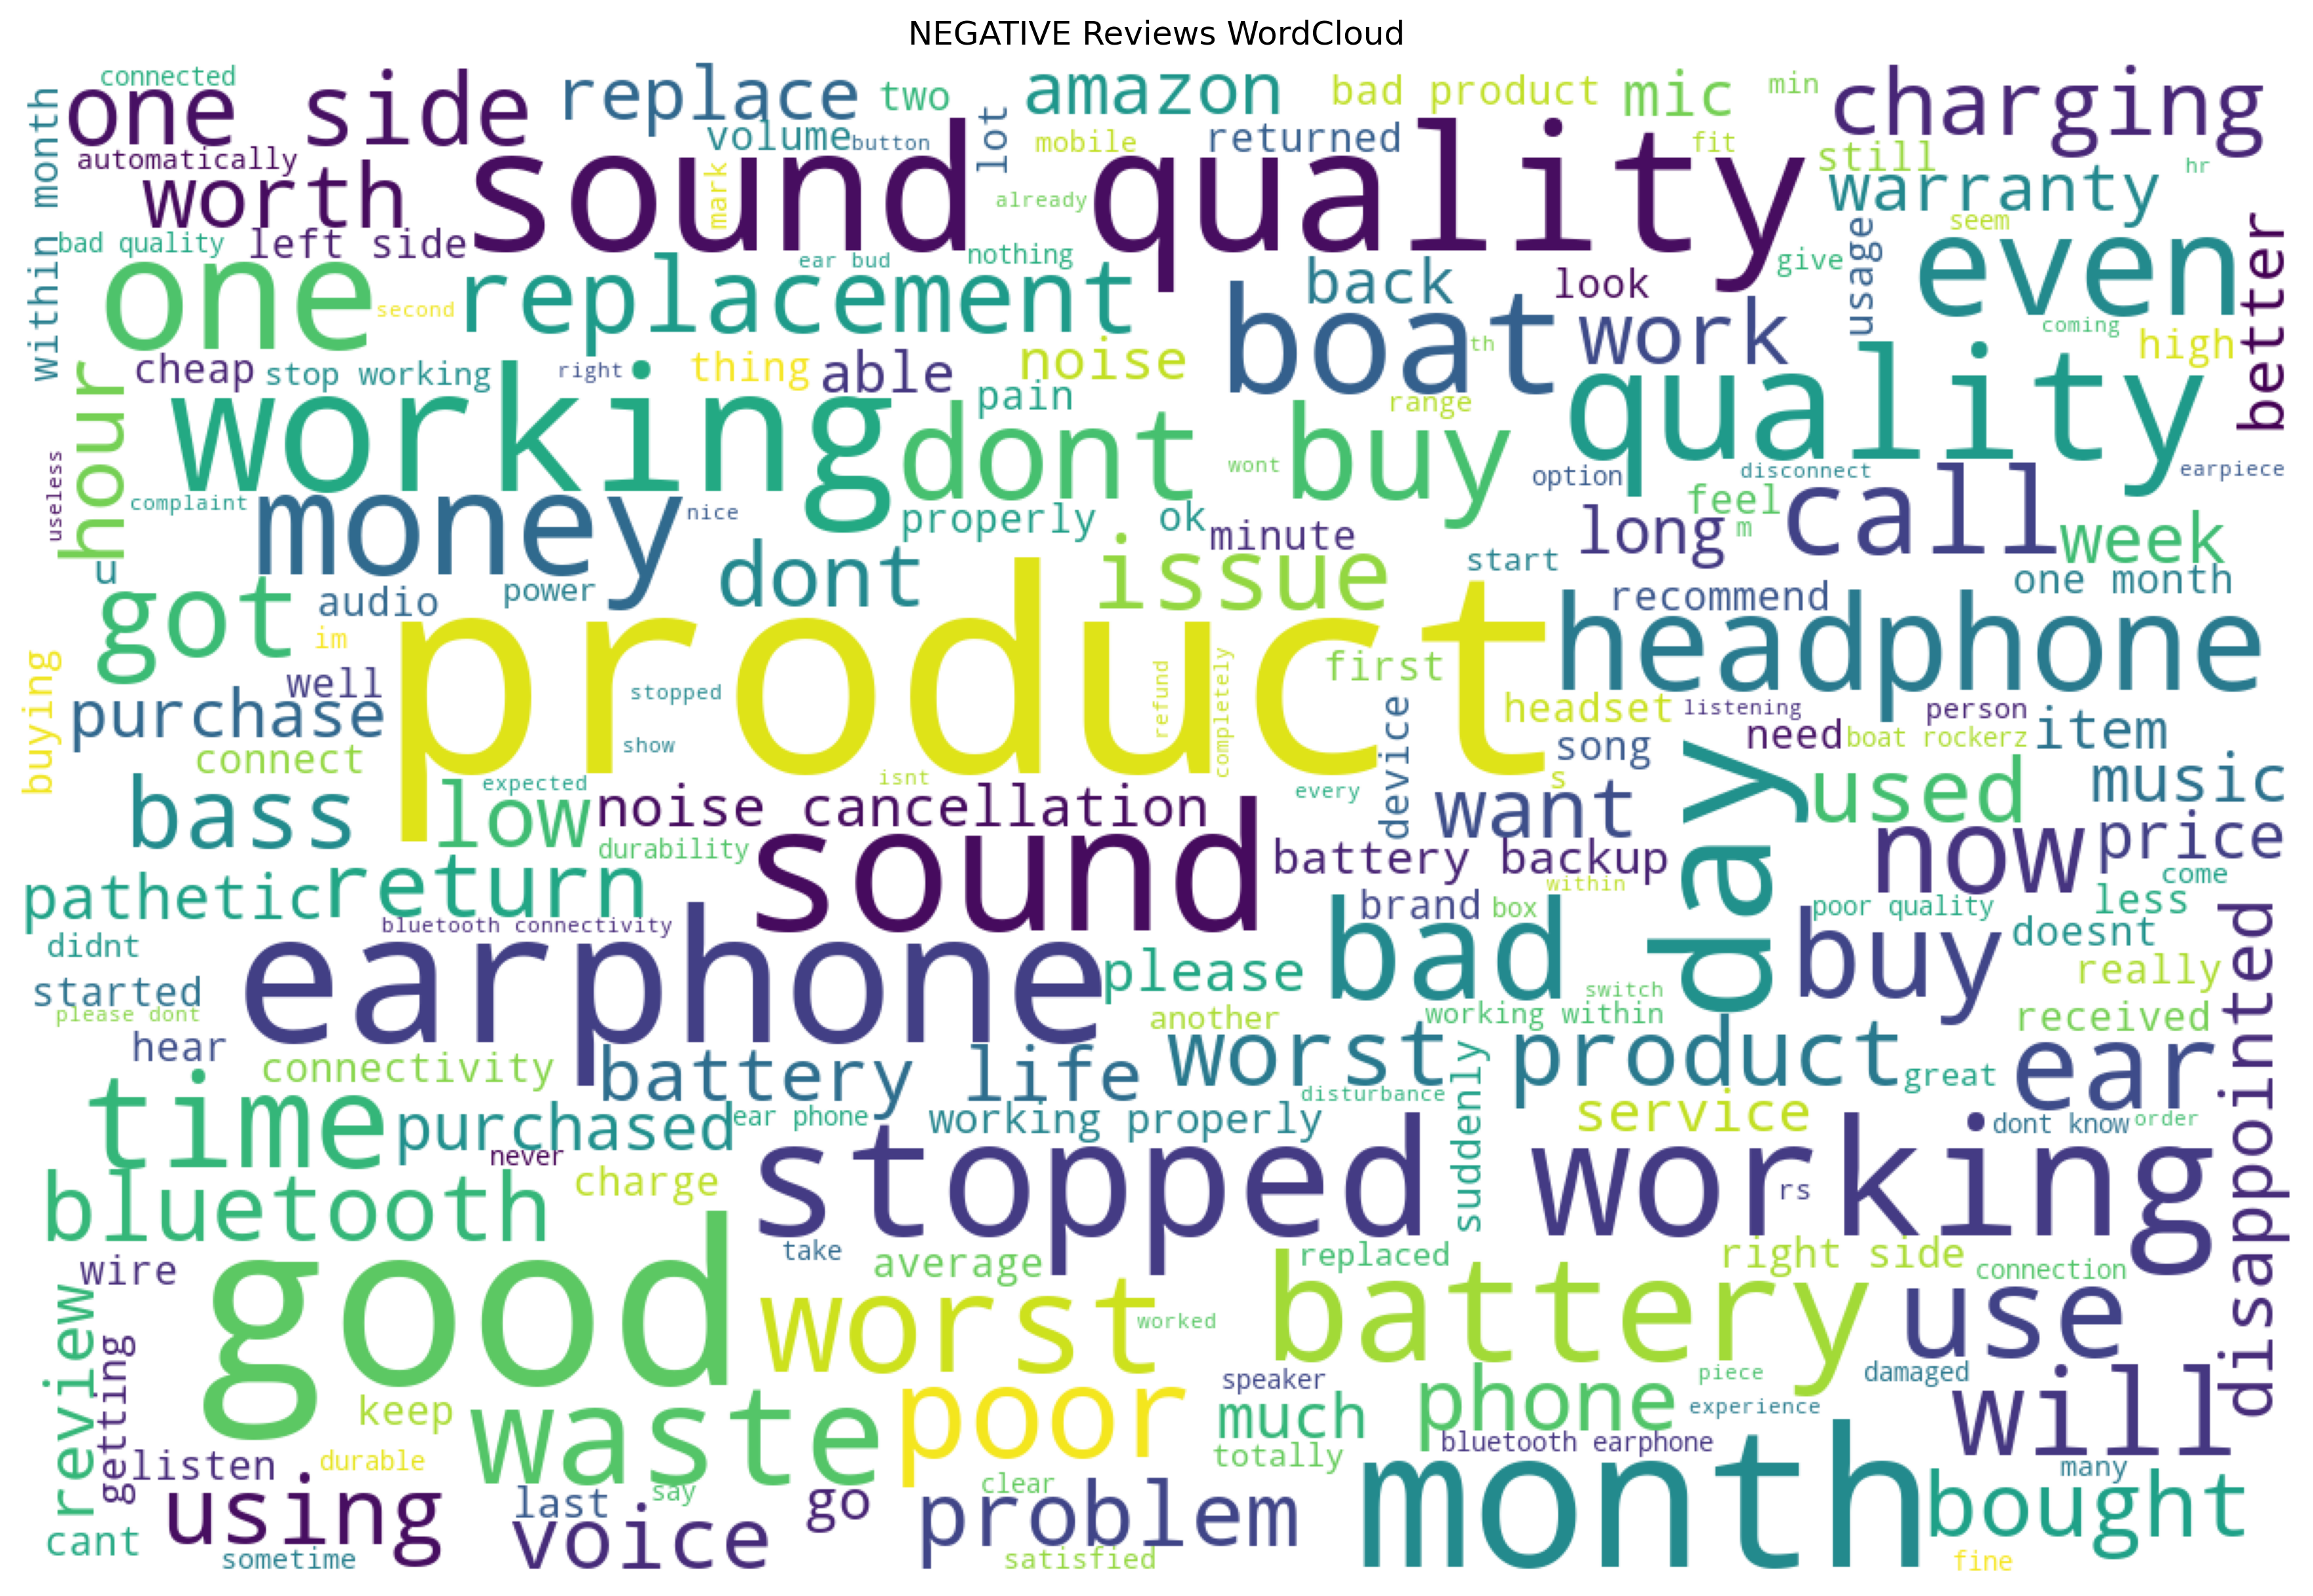 NEGATIVE Reviews WordCloud
connected
one side
replace
two
amazon
bad product
mic
min
charging
automatically
volume
button
lot
mobile
returned
fit
still
hr
within month
worth
mark
sound quality
already
warranty
seem
bad quality
left side
ear bud
nothing
back
look
give
usage
even
better
one
second
replacement
boat
th
work
coming
high
cheap
stop working
right
thing
able
noise
pain
range
quality
hour
working
dont buy
wont
option
disconnect
earpiece
useless
complaint
money
nice
properly
ok
minute
long
feel
m
call
week
u
got
audio
power
dont
issue
start
recommend
one month
im
product
headphone
buying
purchase
well
stopped
show
refund
completely
first
device
headset
listening
person
need
boat rockerz
item
song
s
connect
bass
low
expected
noise cancellation
isnt
every
want
day
used
music
durability
sound
battery backup
now
price
pathetic
return
within
brand
box
come
less
poor quality
bluetooth connectivity
didnt
earphone
please
bad
buy
doesnt
really
disappointed
started
please dont
another
switch
working within
received
hear
connectivity
battery life
worst product
great
ear
time
purchased
ear phone
working properly
disturbance
suddenly
service
dont know
order
never
charge
stopped working
rs
bluetooth
good
take
average
replaced
right side
connection
wire
worst
worked
battery
use
review
getting
keep
waste
poor
speaker
much
phone
piece
damaged
experience
will
listen
durable
totally
bluetooth earphone
using
last
say
go
clear
problem
month
many
bought
cant
sometime
voice
satisfied
fine